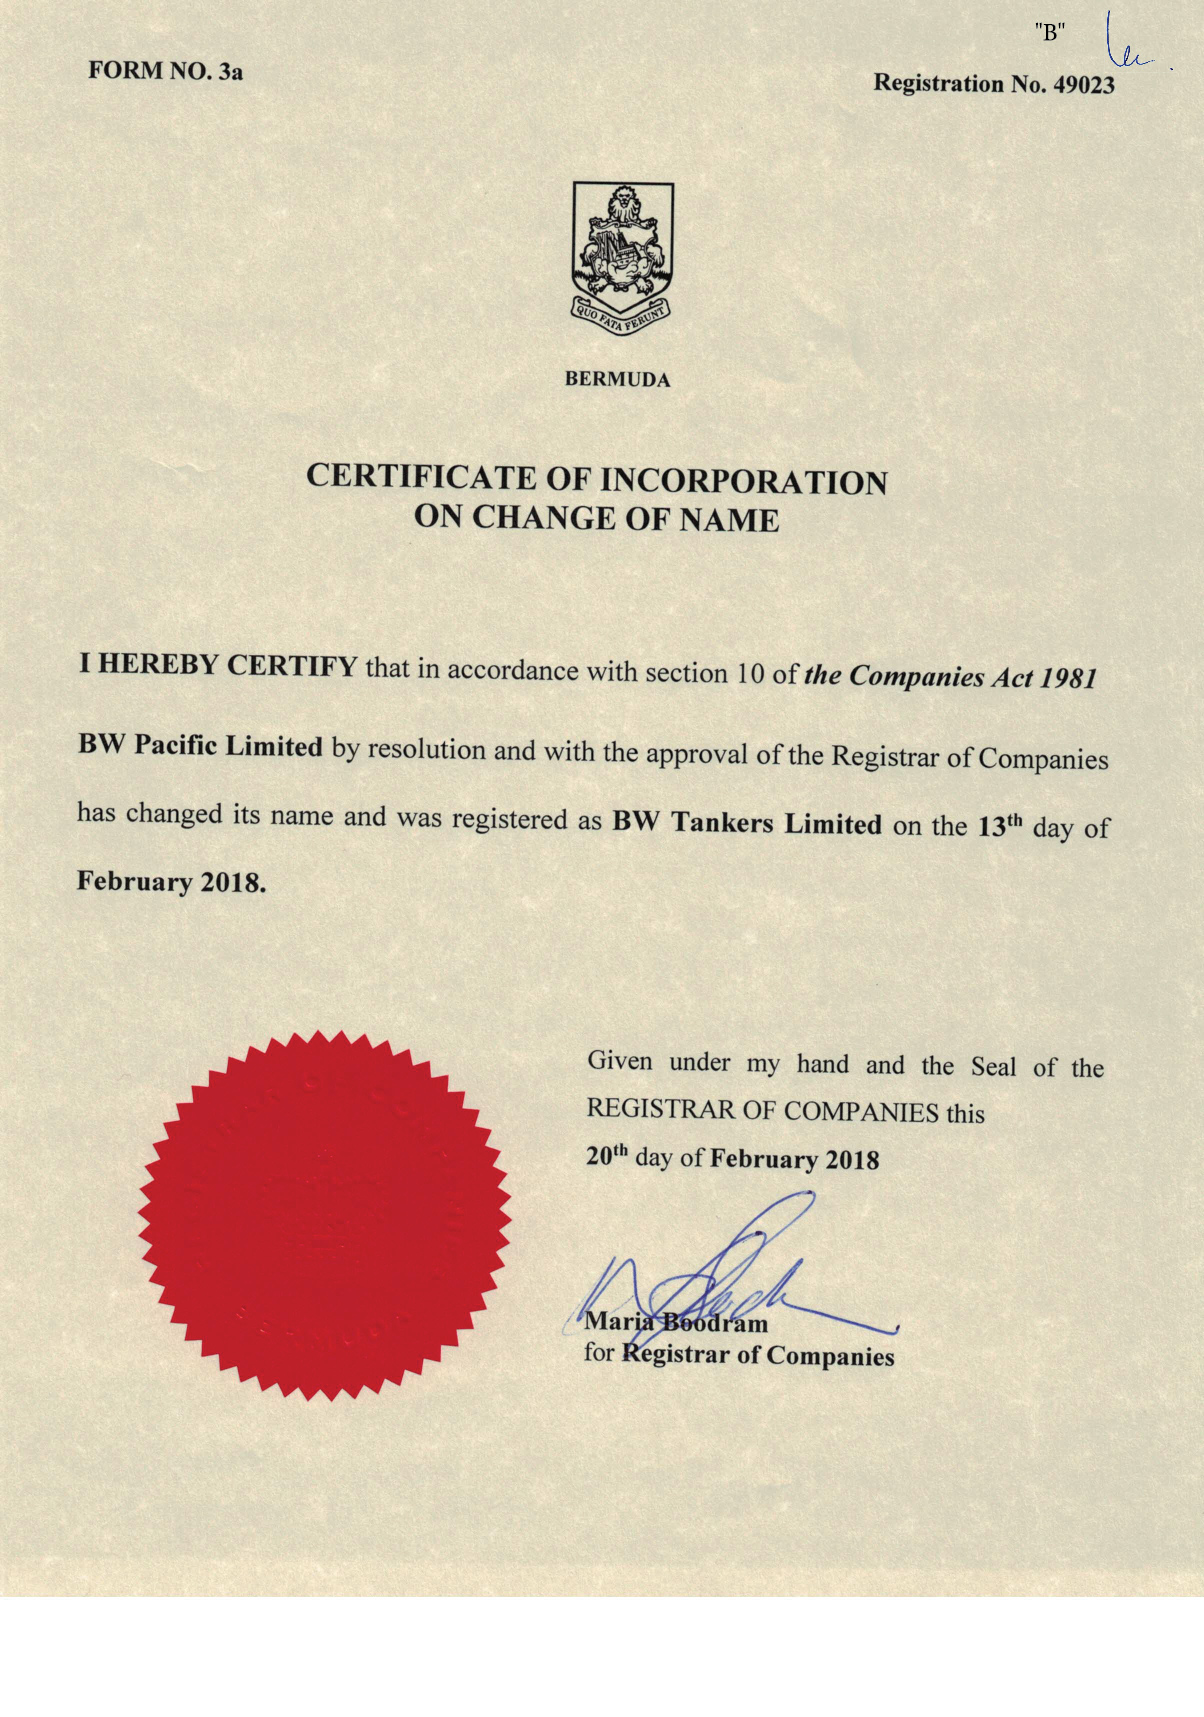 "B"
FORM NO. 3a
Registration No. 49023
QUO FATA FERUNT
BERMUDA
CERTIFICATE OF INCORPORATION
ON CHANGE OF NAME
I HEREBY CERTIFY that in accordance with section 10 of the Companies Act 1981
BW Pacific Limited by resolution and with the approval of the Registrar of Companies
has changed its name and was registered as BW Tankers Limited on the 13th day of
February 2018.
Given under my hand and the Seal of the
REGISTRAR OF COMPANIES this
20th day of February 2018
Maria Boodram
for Registrar of Companies